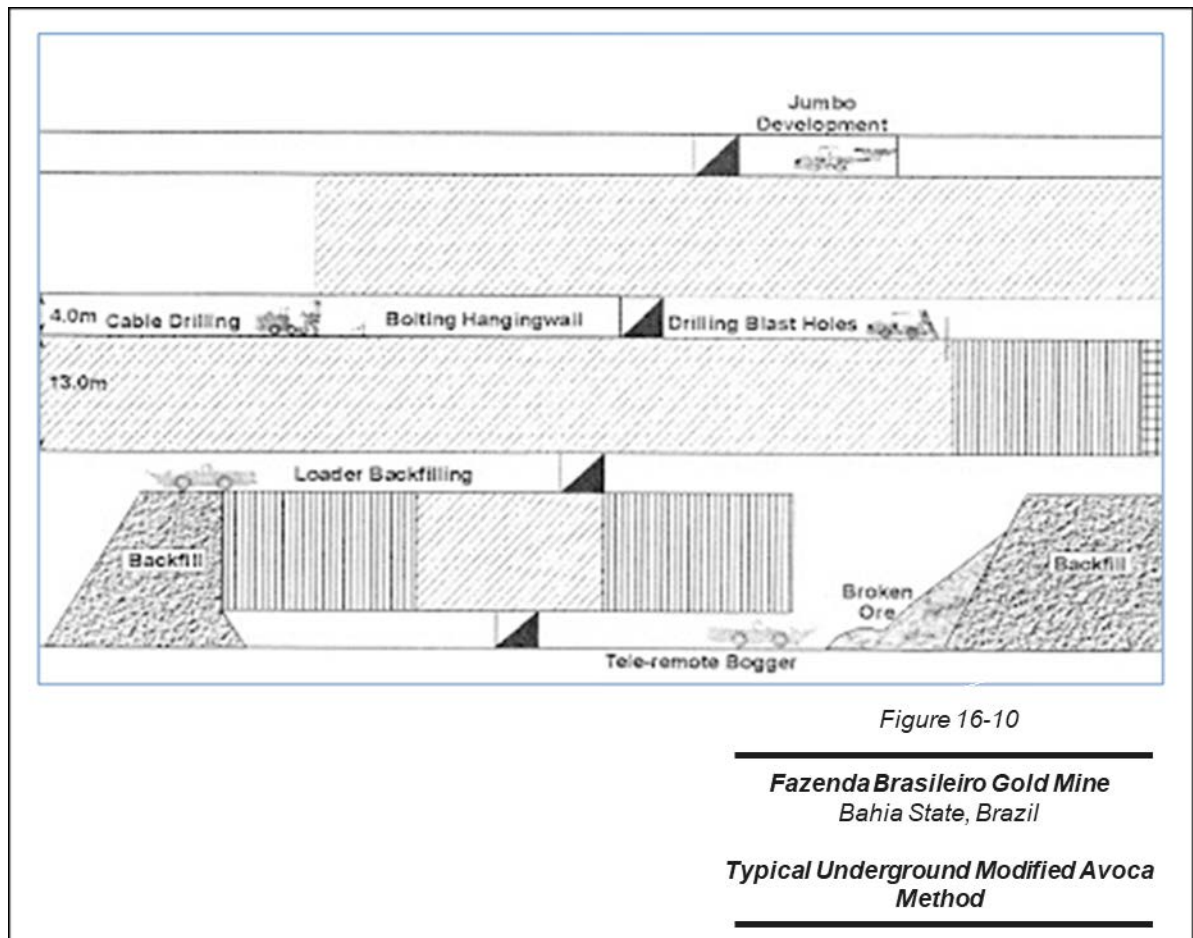 Jumbo
Development
4.0m Cable Drilling
Bolting Hangingwall
Drilling Blast Holes
13.0m
Loader Backfilling
Backfill
Broken
Ore
Backfill
Tele-remote Bogger
Figure 16-10
Fazenda Brasileiro Gold Mine
Bahia State, Brazil
Typical Underground Modified Avoca
Method